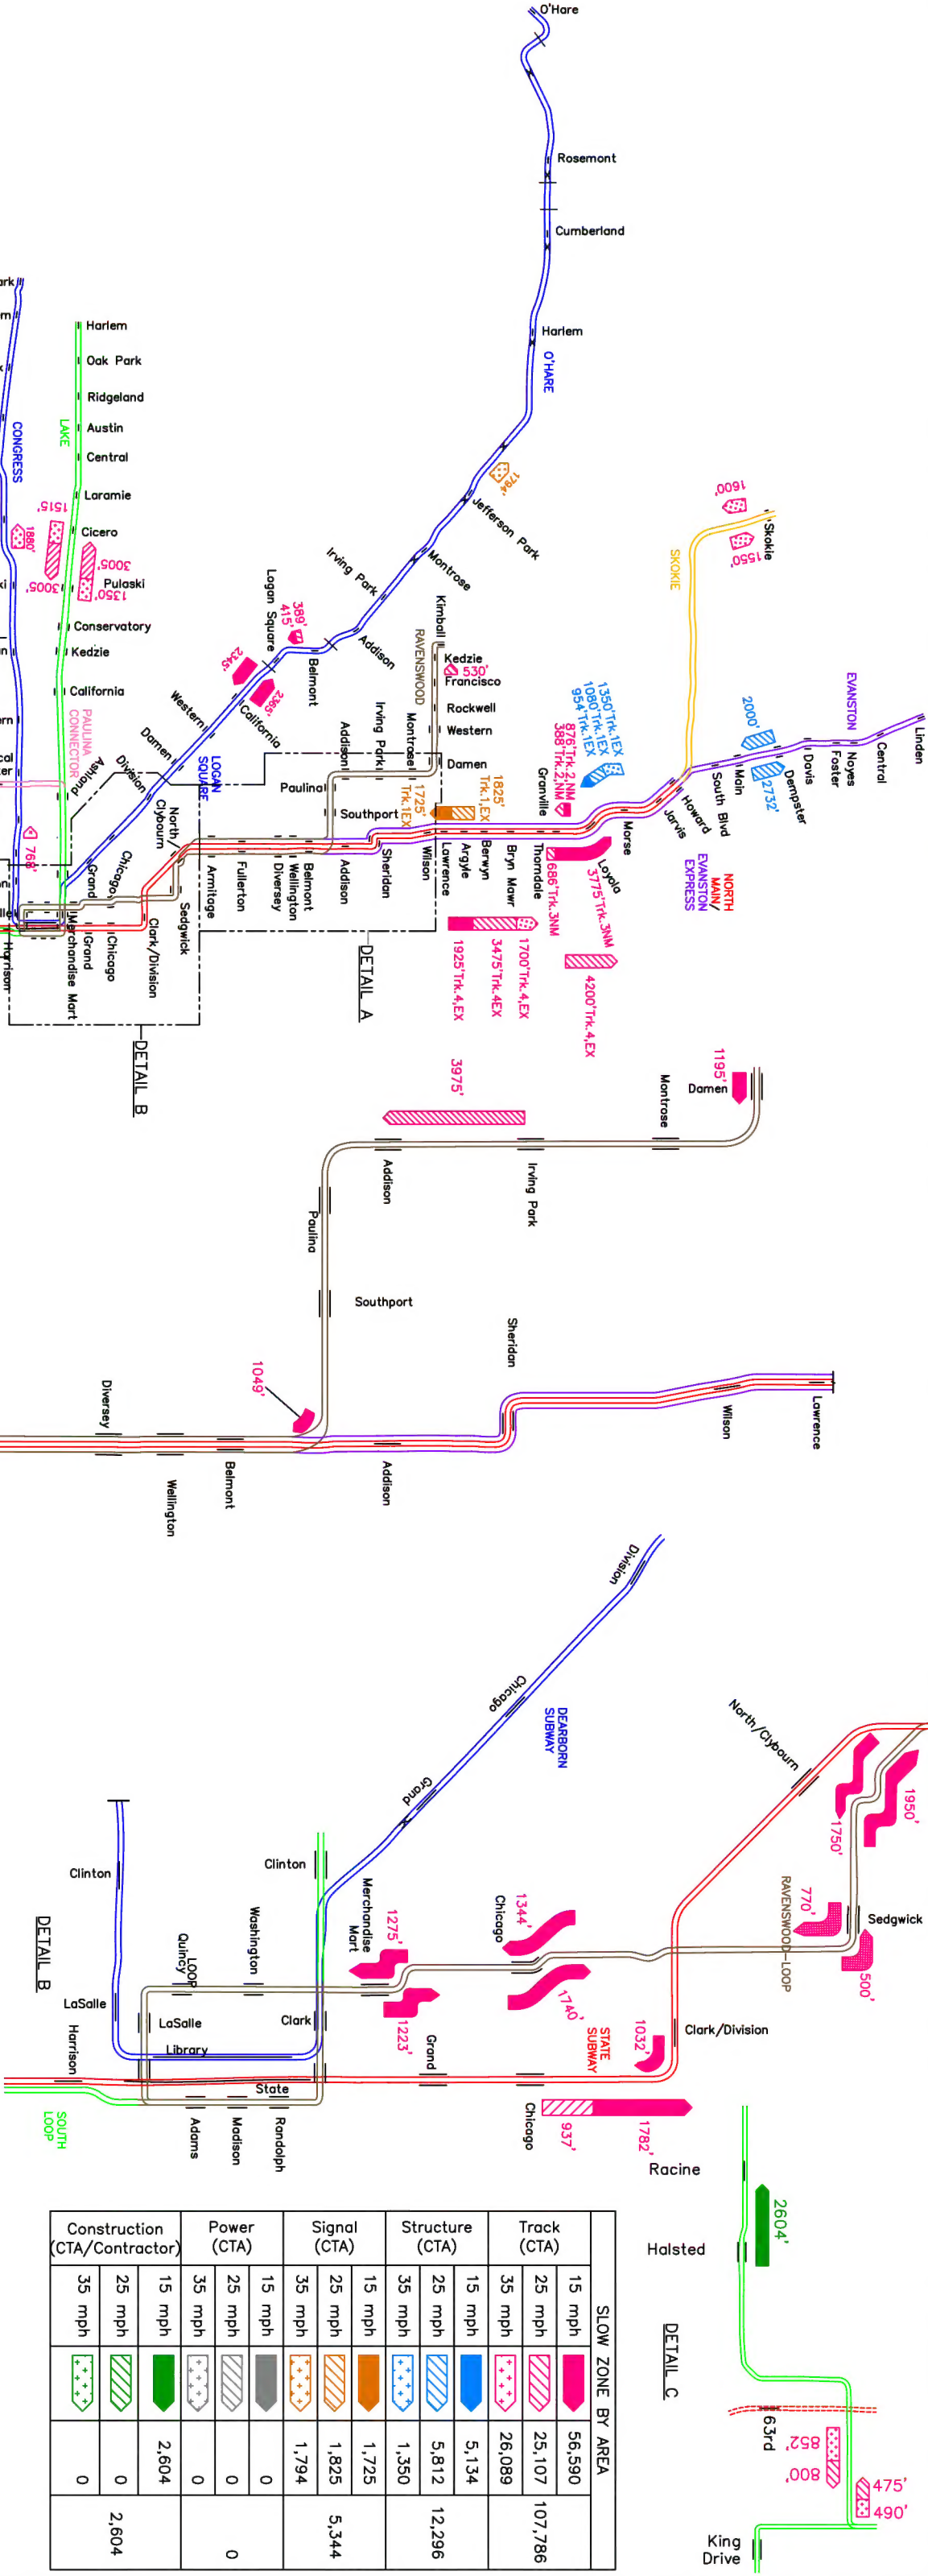 O'Hare
Rosemont
Cumberland
Harlem
O'HARE
1794'
Jefferson Park
Montrose
Irving Park
Addison
Belmont
389'
415'
Logan Square
2345'
2365'
California
Western
Damen
LOGAN
SQUARE
Division
Chicago
Grand
Harlem
Oak Park
Ridgeland
Austin
Central
LAKE
Laramie
Cicero
1515'
3005'
3005'
1350'
Pulaski
Conservatory
Kedzie
California
PAULINA
CONNECTOR
Ashland
CONGRESS
1880'
768'
Skokie
1600'
1550'
SKOKIE
Linden
Central
Noyes
Foster
Davis
Dempster
Main
South Blvd
Howard
Jarvis
EVANSTON
2000'
2732'
NORTH
MAIN/
EVANSTON
EXPRESS
Morse
Loyola
Granville
Thorndale
Bryn Mawr
Berwyn
Argyle
Lawrence
Wilson
Sheridan
Addison
Belmont
Wellington
Diversey
Fullerton
Armitage
Sedgwick
North/
Clybourn
Clark/Division
Chicago
Grand
Merchandise Mart
Harrison
1350'Trk.1EX
1080'Trk.1EX
954'Trk.1EX
876'Trk.2,NM
388'Trk.2,NM
3775'Trk.3NM
686'Trk.3NM
1825'
Trk.1,EX
1725'
Trk.1EX
1700'Trk.4,EX
3475'Trk.4EX
1925'Trk.4,EX
4200'Trk.4,EX
Kimball
Kedzie
530'
Francisco
Rockwell
Western
Damen
RAVENSWOOD
Montrose
Irving Park
Addison
Paulina
Southport
DETAIL A
DETAIL B
1195'
Damen
Montrose
3975'
Irving Park
Addison
Paulina
Southport
Sheridan
1049'
Lawrence
Wilson
Addison
Belmont
Wellington
Diversey
Division
Chicago
Grand
DEARBORN
SUBWAY
North/Clybourn
1950'
1750'
770'
RAVENSWOOD-LOOP
Sedgwick
500'
1344'
Chicago
1740'
1275'
Merchandise
Mart
1223'
Clinton
Clinton
Washington
Quincy
LOOP
LaSalle
LaSalle
Library
Clark
State
Harrison
Randolph
Madison
Adams
Grand
STATE
SUBWAY
1032'
Clark/Division
Chicago
937'
1782'
SOUTH
LOOP
DETAIL B
Racine
2604'
Halsted
DETAIL C
63rd
852'
800'
475'
490'
King
Drive
SLOW ZONE BY AREA
Track
(CTA)
15 mph 56,590
25 mph 25,107 107,786
35 mph 26,089
Structure
(CTA)
15 mph 5,134
25 mph 5,812 12,296
35 mph 1,350
Signal
(CTA)
15 mph 1,725
25 mph 1,825 5,344
35 mph 1,794
Power
(CTA)
15 mph 0
25 mph 0 0
35 mph 0
Construction
(CTA/Contractor)
15 mph 2,604
25 mph 0 2,604
35 mph 0